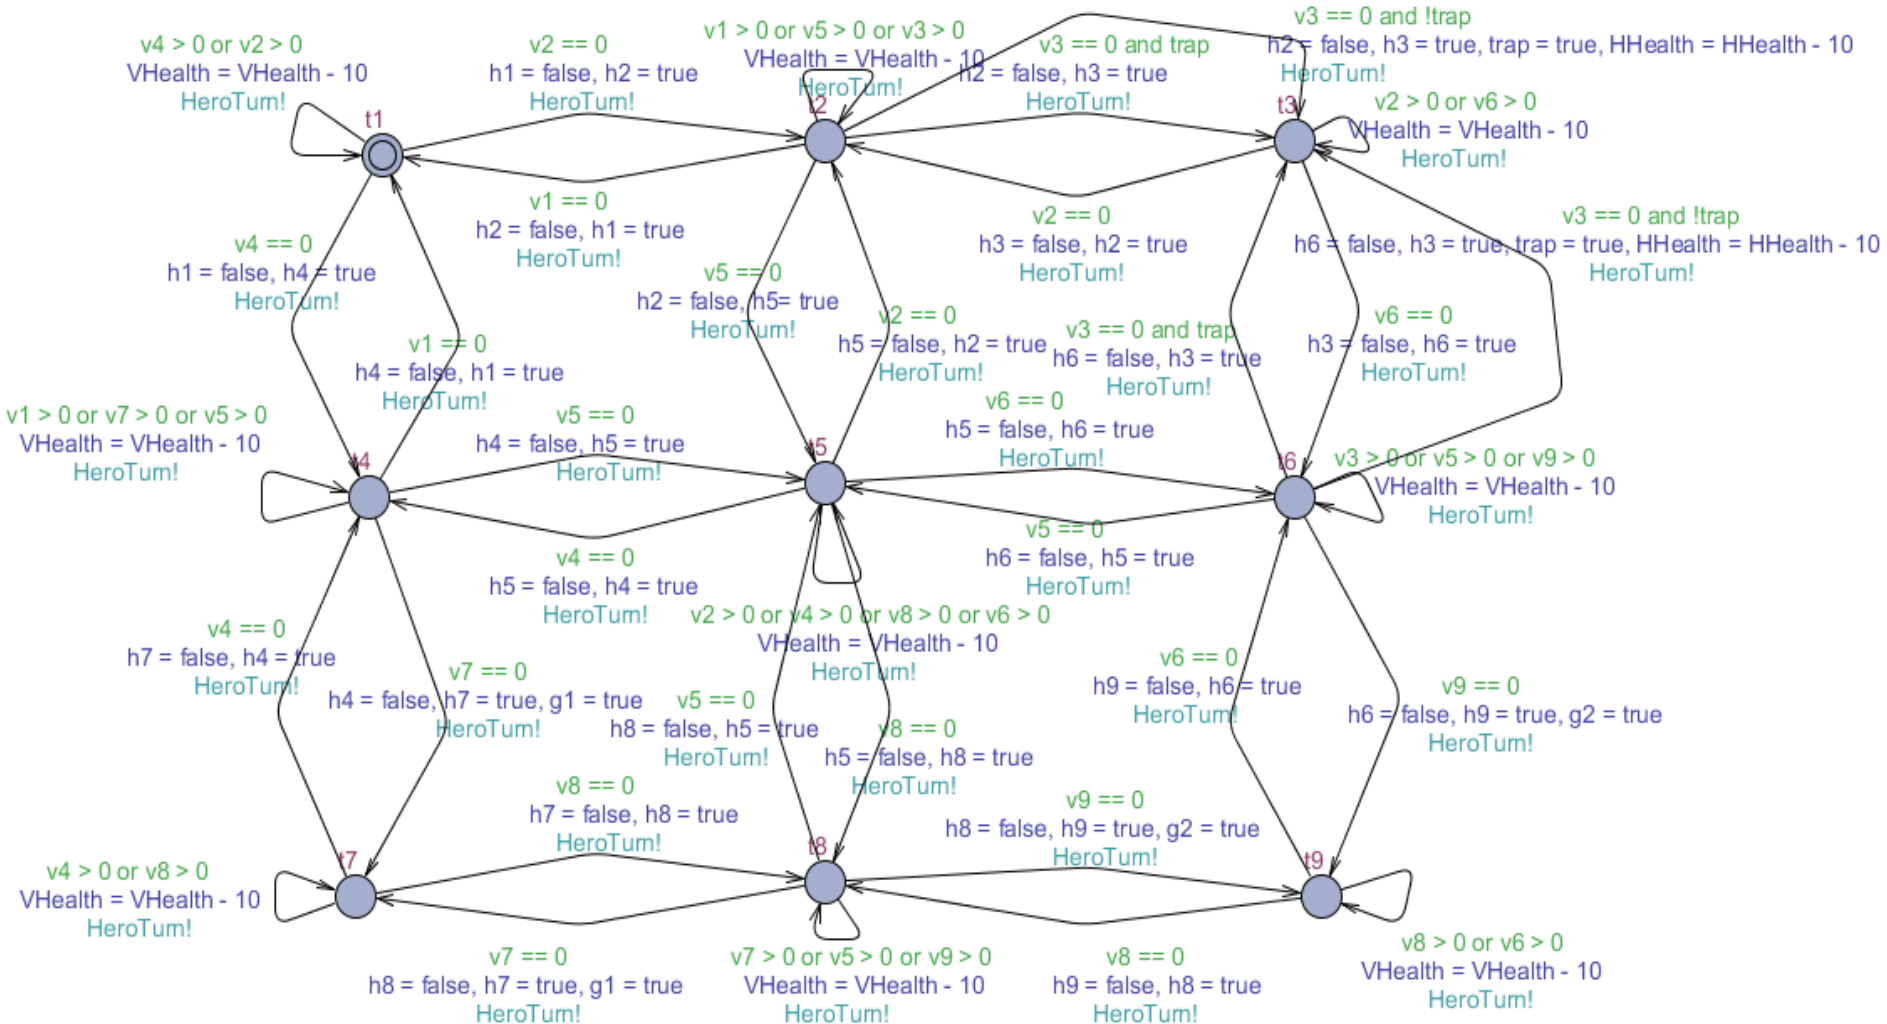 v4 > 0 or v2 > 0
VHealth = VHealth - 10
HeroTurn!
t1
v2 == 0
h1 = false, h2 = true
HeroTurn!
v1 > 0 or v5 > 0 or v3 > 0
VHealth = VHealth - 10
HeroTurn!
t2
v3 == 0 and trap
h2 = false, h3 = true
HeroTurn!
v3 == 0 and !trap
h2 = false, h3 = true, trap = true, HHealth = HHealth - 10
HeroTurn!
t3
v2 > 0 or v6 > 0
VHealth = VHealth - 10
HeroTurn!
v1 == 0
h2 = false, h1 = true
HeroTurn!
v2 == 0
h3 = false, h2 = true
HeroTurn!
v3 == 0 and !trap
h6 = false, h3 = true, trap = true, HHealth = HHealth - 10
HeroTurn!
v4 == 0
h1 = false, h4 = true
HeroTurn!
v5 == 0
h2 = false, h5= true
HeroTurn!
v1 == 0
h4 = false, h1 = true
HeroTurn!
v2 == 0
h5 = false, h2 = true
HeroTurn!
v3 == 0 and trap
h6 = false, h3 = true
HeroTurn!
v6 == 0
h3 = false, h6 = true
HeroTurn!
v1 > 0 or v7 > 0 or v5 > 0
VHealth = VHealth - 10
HeroTurn!
t4
v5 == 0
h4 = false, h5 = true
HeroTurn!
t5
v6 == 0
h5 = false, h6 = true
HeroTurn!
t6
v3 > 0 or v5 > 0 or v9 > 0
VHealth = VHealth - 10
HeroTurn!
v4 == 0
h5 = false, h4 = true
HeroTurn!
v5 == 0
h6 = false, h5 = true
HeroTurn!
v2 > 0 or v4 > 0 or v8 > 0 or v6 > 0
VHealth = VHealth - 10
HeroTurn!
v4 == 0
h7 = false, h4 = true
HeroTurn!
v7 == 0
h4 = false, h7 = true, g1 = true
HeroTurn!
v5 == 0
h8 = false, h5 = true
HeroTurn!
v8 == 0
h5 = false, h8 = true
HeroTurn!
v6 == 0
h9 = false, h6 = true
HeroTurn!
v9 == 0
h6 = false, h9 = true, g2 = true
HeroTurn!
v4 > 0 or v8 > 0
VHealth = VHealth - 10
HeroTurn!
t7
v8 == 0
h7 = false, h8 = true
HeroTurn!
t8
v9 == 0
h8 = false, h9 = true, g2 = true
HeroTurn!
t9
v7 == 0
h8 = false, h7 = true, g1 = true
HeroTurn!
v7 > 0 or v5 > 0 or v9 > 0
VHealth = VHealth - 10
HeroTurn!
v8 == 0
h9 = false, h8 = true
HeroTurn!
v8 > 0 or v6 > 0
VHealth = VHealth - 10
HeroTurn!